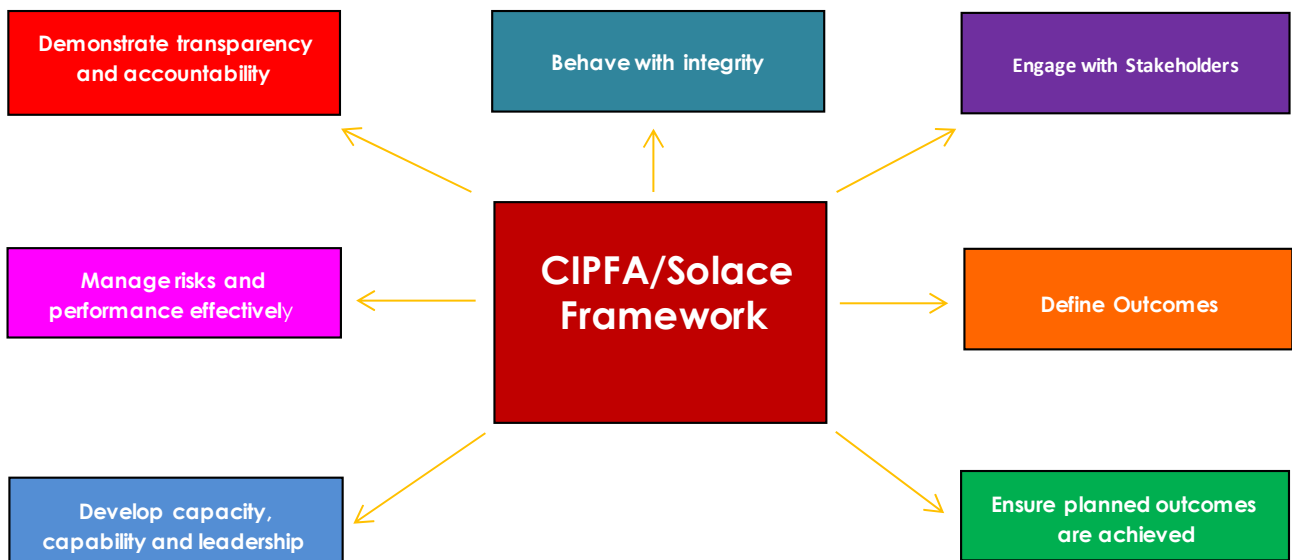 Demonstrate transparency
and accountability
Behave with integrity
Engage with Stakeholders
CIPFA/Solace
Framework
Manage risks and
performance effectively
Define Outcomes
Develop capacity,
capability and leadership
Ensure planned outcomes
are achieved